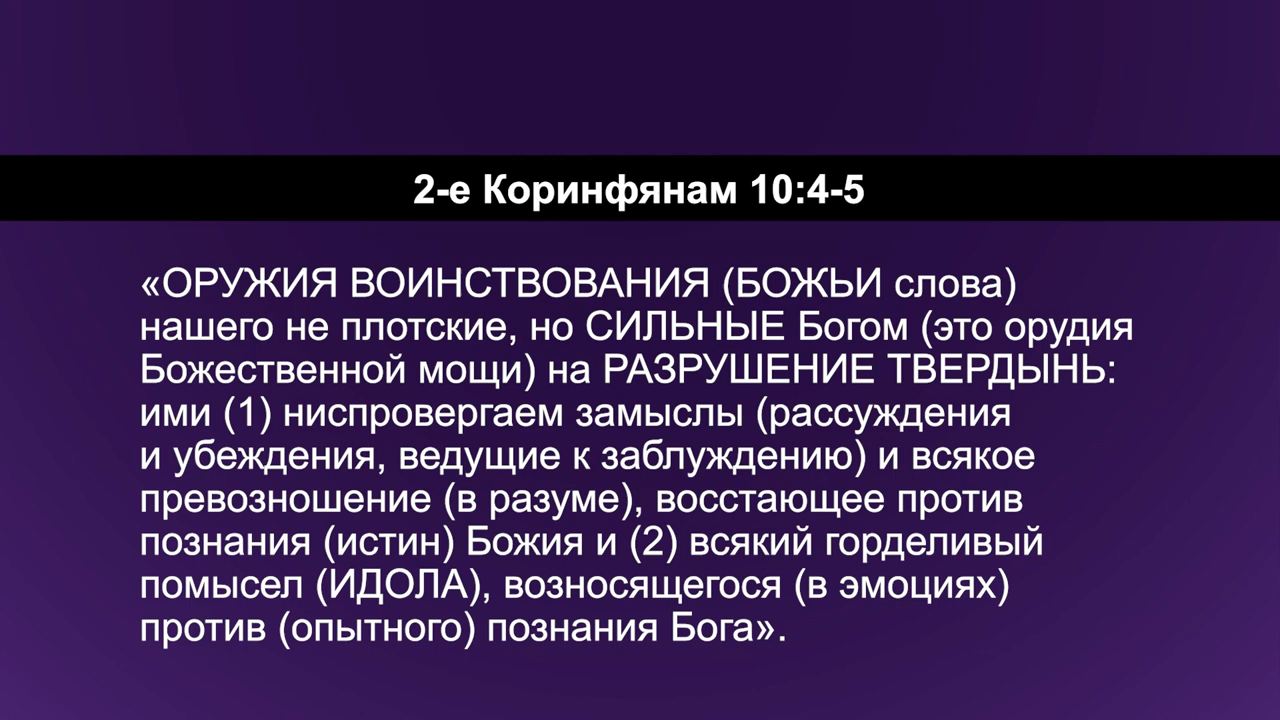 2-е Коринфянам 10:4-5
«ОРУЖИЯ ВОИНСТВОВАНИЯ (БОЖЬИ слова)
нашего не плотские, но СИЛЬНЫЕ Богом (это орудия
Божественной мощи) на РАЗРУШЕНИЕ ТВЕРДЫНЬ:
ими (1) ниспровергаем замыслы (рассуждения
и убеждения, ведущие к заблуждению) и всякое
превозношение (в разуме), восстающее против
познания (истин) Божия и (2) всякий горделивый
помысел (ИДОЛА), возносящегося (в эмоциях)
против (опытного) познания Бога».